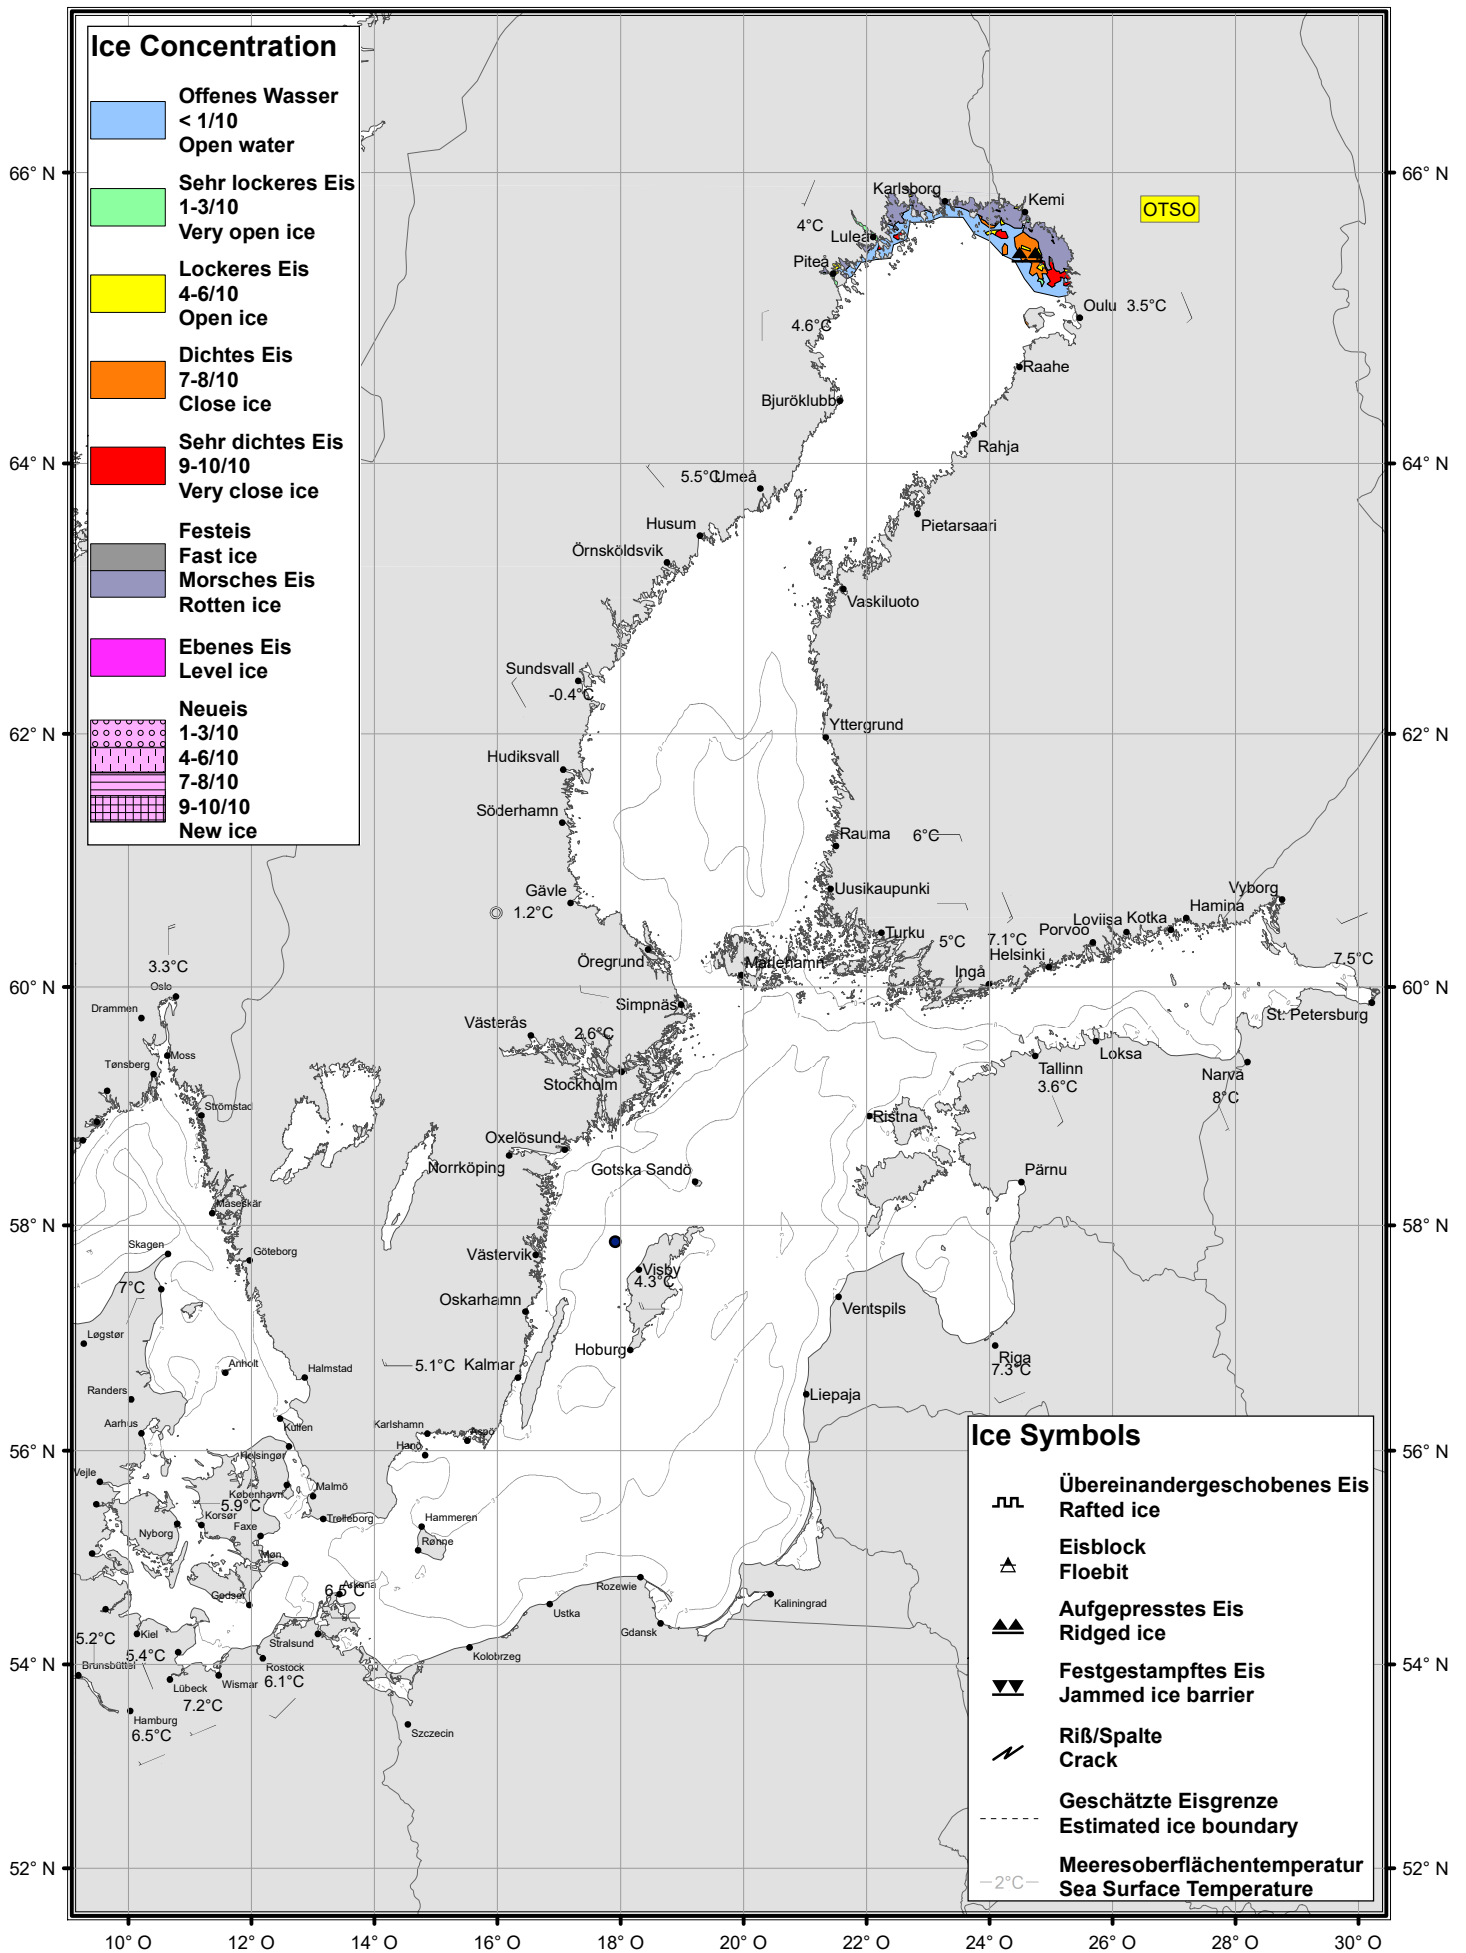 Ice Concentration
Offenes Wasser
< 1/10
Open water
Sehr lockeres Eis
1-3/10
Very open ice
Lockeres Eis
4-6/10
Open ice
Dichtes Eis
7-8/10
Close ice
Sehr dichtes Eis
9-10/10
Very close ice
Festeis
Fast ice
Morsches Eis
Rotten ice
Ebenes Eis
Level ice
Neueis
1-3/10
4-6/10
7-8/10
9-10/10
New ice
66° N
66° N
64° N
64° N
62° N
62° N
60° N
60° N
58° N
58° N
56° N
56° N
54° N
54° N
52° N
52° N
Karlsborg
Kemi
OTSO
4°C
Luleå
Piteå
Oulu 3.5°C
4.6°C
Raahe
Bjuröklubb
Rahja
5.5°C
Umeå
Pietarsaari
Husum
Örnsköldsvik
Vaskiluoto
Sundsvall
-0.4°C
Yttergrund
Hudiksvall
Söderhamn
Rauma
6°C
Gävle
1.2°C
Uusikaupunki
Vyborg
Hamina
Loviisa
Kotka
Porvoo
Turku
5°C
7.1°C
Helsinki
Öregrund
Mariehamn
Ingå
7.5°C
3.3°C
Oslo
Drammen
Simpnäs
St. Petersburg
Västerås
2.6°C
Moss
Tønsberg
Stockholm
Tallinn
3.6°C
Loksa
Narva
8°C
Strömstad
Ristna
Oxelösund
Norrköping
Gotska Sandö
Pärnu
Måseskär
Skagen
Göteborg
Västervik
Visby
4.3°C
7°C
Oskarhamn
Ventspils
Løgstør
Hoburg
Riga
7.3°C
Anholt
Halmstad
5.1°C
Kalmar
Randers
Liepaja
Aarhus
Kullen
Karlshamn
Aspö
Hanö
Helsingør
Vejle
København
Malmö
5.9°C
Korsør
Nyborg
Faxe
Trelleborg
Hammeren
Rønne
Møn
Gedser
Arkona
6.5°C
Rozewie
Kaliningrad
Ustka
Gdansk
5.2°C
Kiel
5.4°C
Stralsund
Kolobrzeg
Brunsbüttel
Rostock
6.1°C
Lübeck
Wismar
7.2°C
Hamburg
6.5°C
Szczecin
Ice Symbols
Übereinandergeschobenes Eis
Rafted ice
Eisblock
Floebit
Aufgepresstes Eis
Ridged ice
Festgestampftes Eis
Jammed ice barrier
Riß/Spalte
Crack
Geschätzte Eisgrenze
Estimated ice boundary
2°C
Meeresoberflächentemperatur
Sea Surface Temperature
10° O
12° O
14° O
16° O
18° O
20° O
22° O
24° O
26° O
28° O
30° O